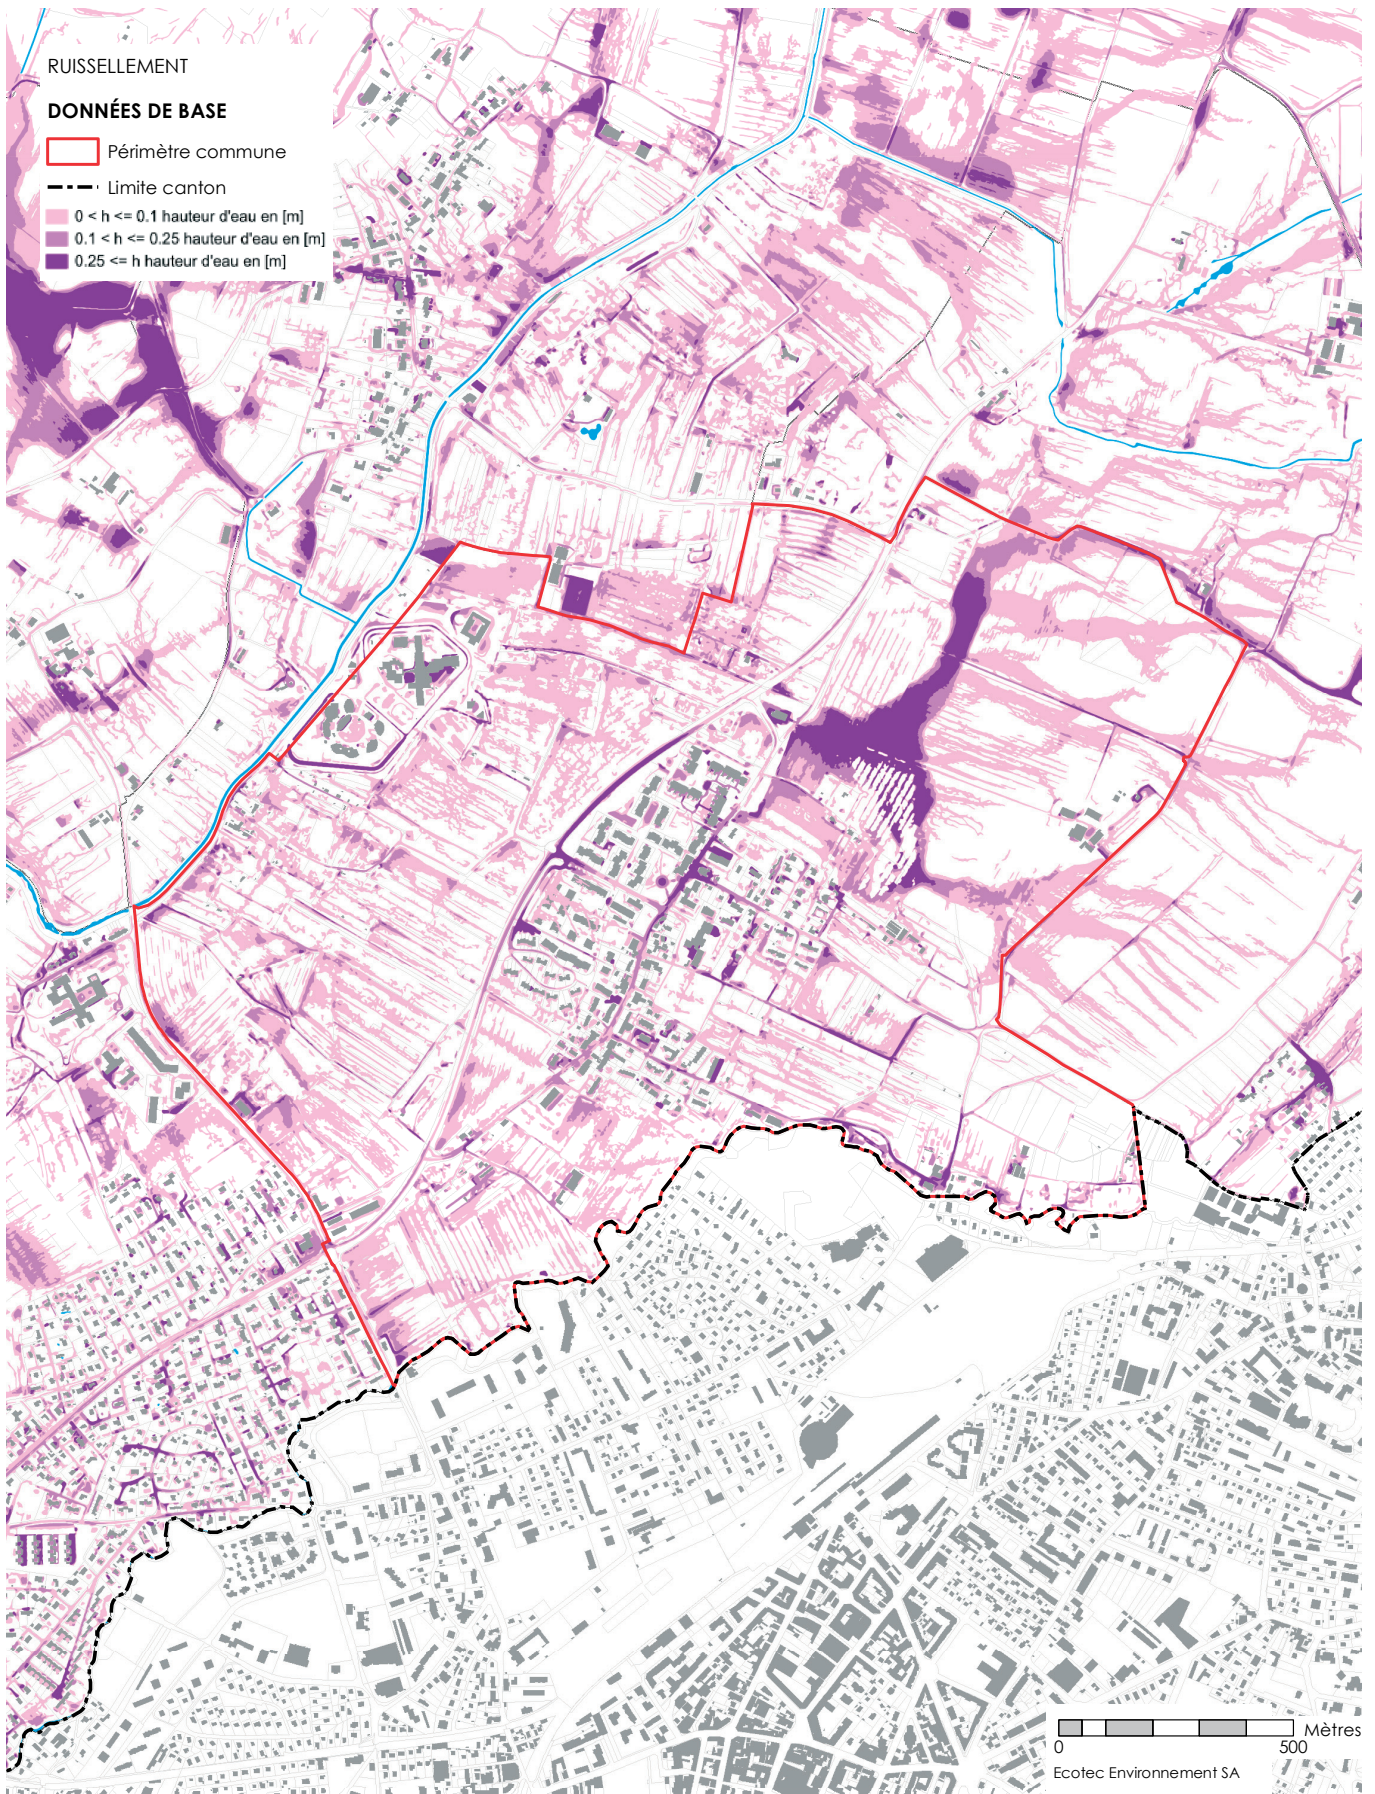 RUISSELLEMENT
DONNÉES DE BASE
Périmètre commune
Limite canton
0 < h <= 0.1 hauteur d'eau en [m]
0.1 < h <= 0.25 hauteur d'eau en [m]
0.25 <= h hauteur d'eau en [m]
Mètres
0 500
Ecotec Environnement SA